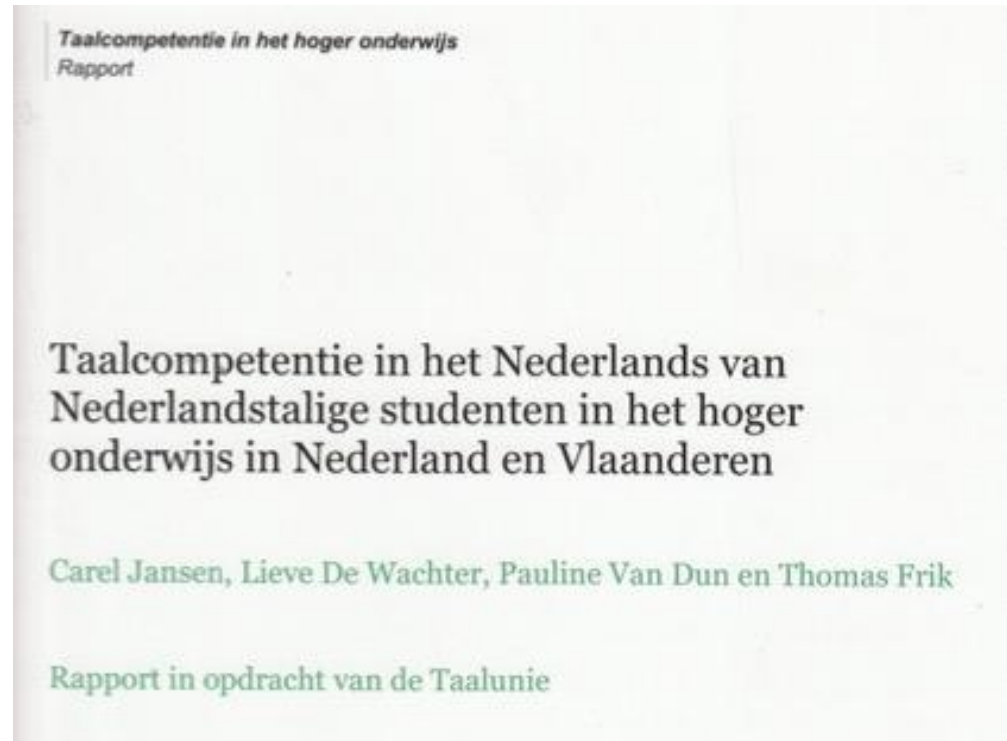 Taalcompetentie in het hoger onderwijs
Rapport
Taalcompetentie in het Nederlands van
Nederlandstalige studenten in het hoger
onderwijs in Nederland en Vlaanderen
Carel Jansen, Lieve De Wachter, Pauline Van Dun en Thomas Frik
Rapport in opdracht van de Taalunie